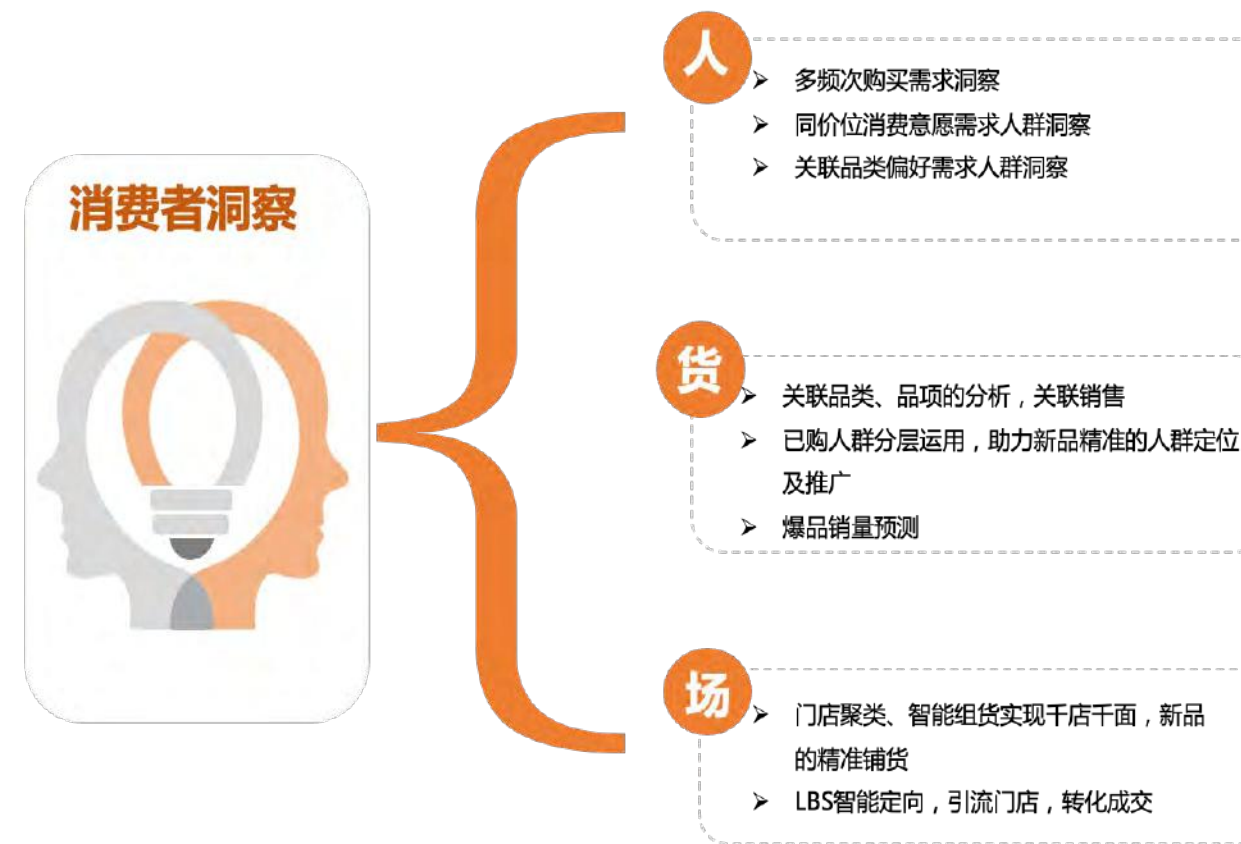 消费者洞察
人
➢ 多频次购买需求洞察
➢ 同价位消费意愿需求人群洞察
➢ 关联品类偏好需求人群洞察
货
➢ 关联品类、品项的分析，关联销售
➢ 已购人群分层运用，助力新品精准的人群定位
及推广
➢ 爆品销量预测
场
➢ 门店聚类、智能组货实现千店千面，新品
的精准铺货
➢ LBS智能定向，引流门店，转化成交